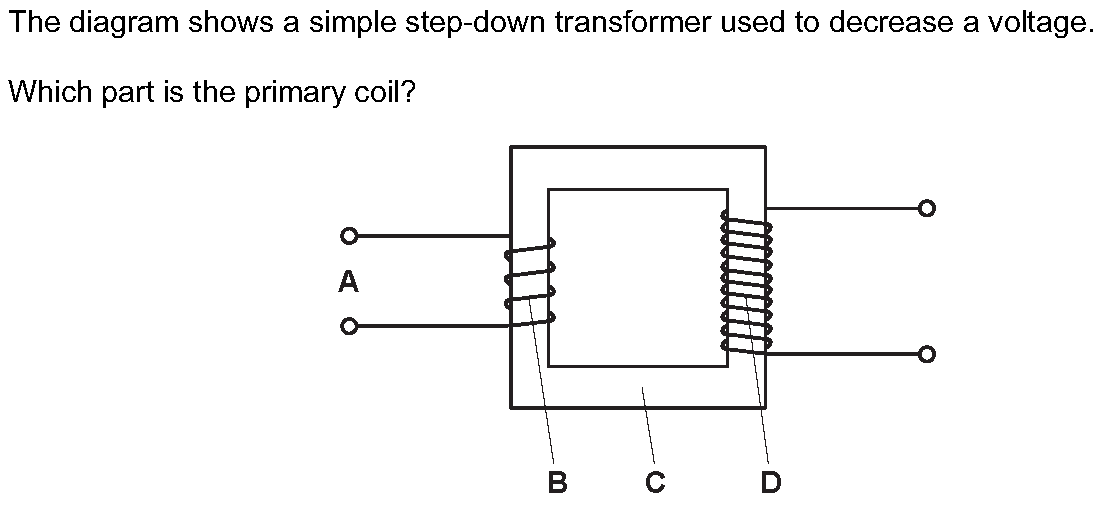 The diagram shows a simple step-down transformer used to decrease a voltage.
Which part is the primary coil?
A
B C D